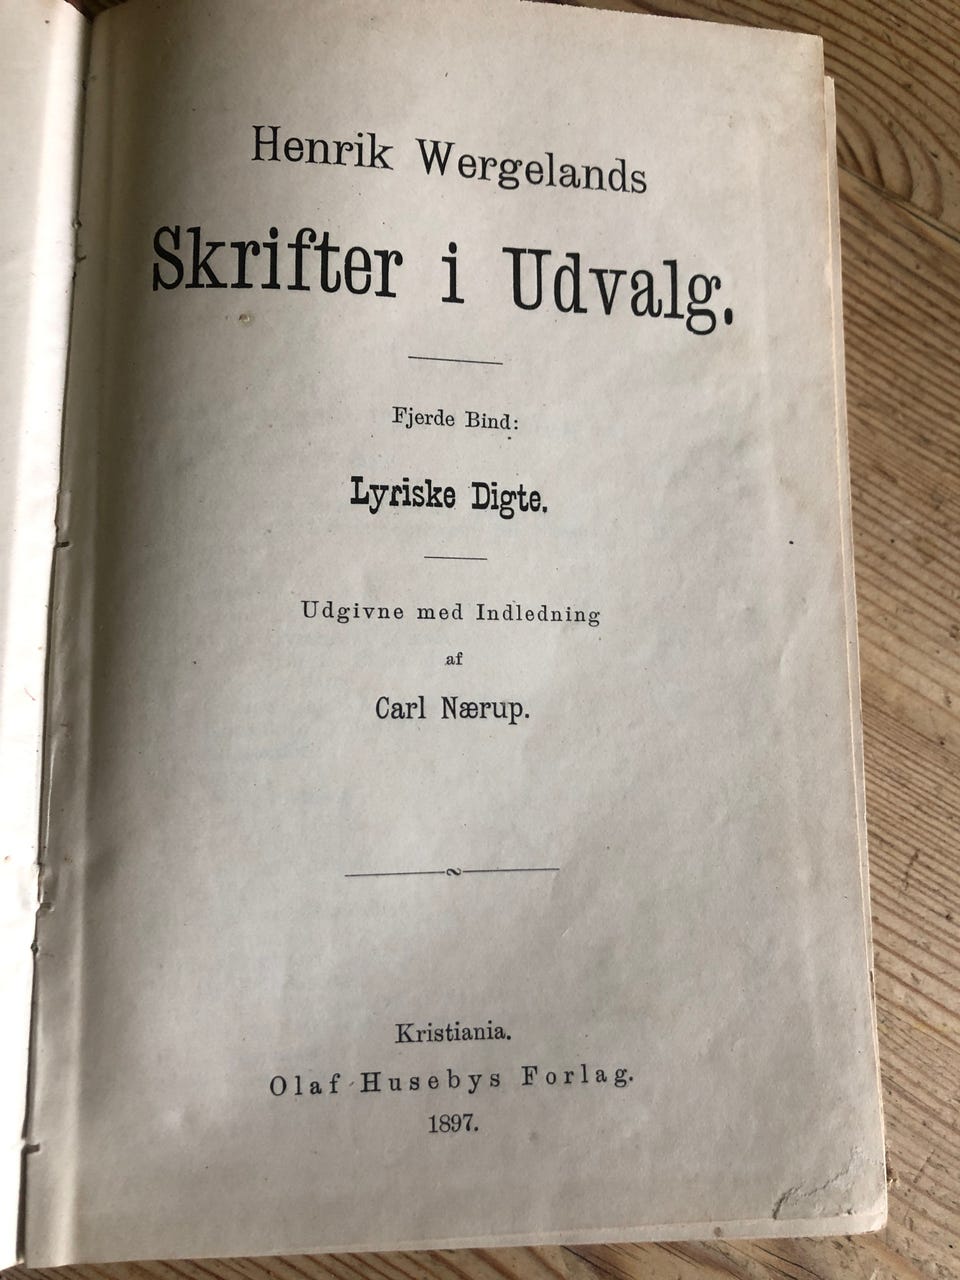 Henrik Wergelands
Skrifter i Udvalg.
Fjerde Bind:
Lyriske Digte.
Udgivne med Indledning
af
Carl Nærup.
Kristiania.
Olaf Husebys Forlag.
1897.